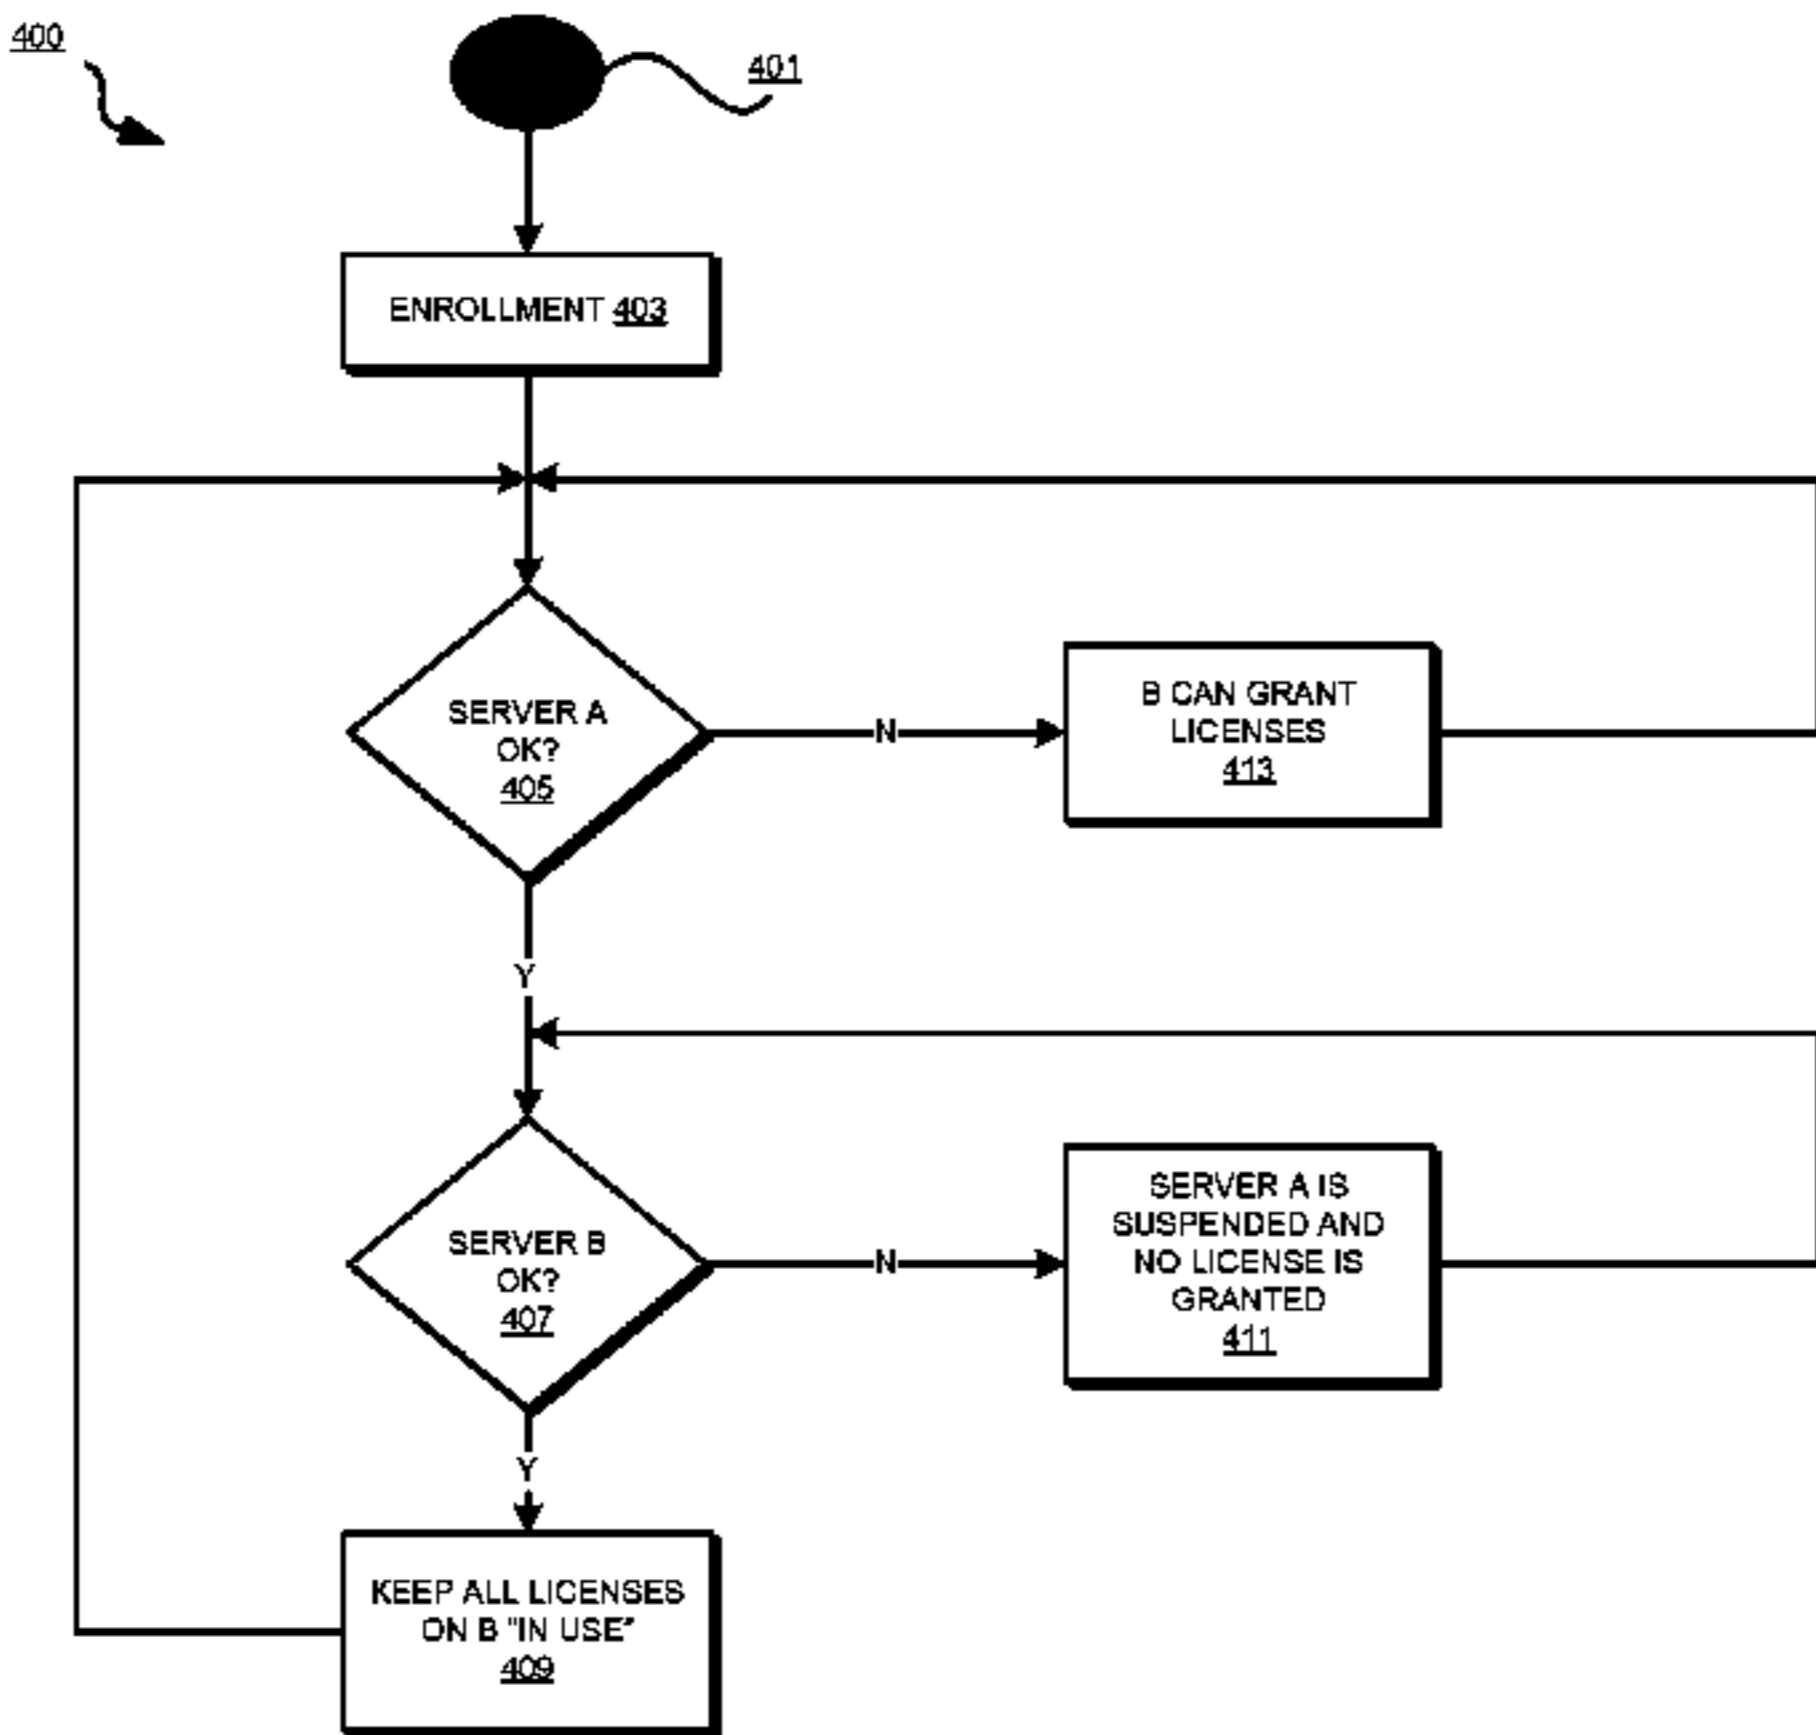 400
401
ENROLLMENT 403
SERVER A
OK?
405
N
B CAN GRANT
LICENSES
413
Y
SERVER B
OK?
407
N
SERVER A IS
SUSPENDED AND
NO LICENSE IS
GRANTED
411
Y
KEEP ALL LICENSES
ON B "IN USE"
409